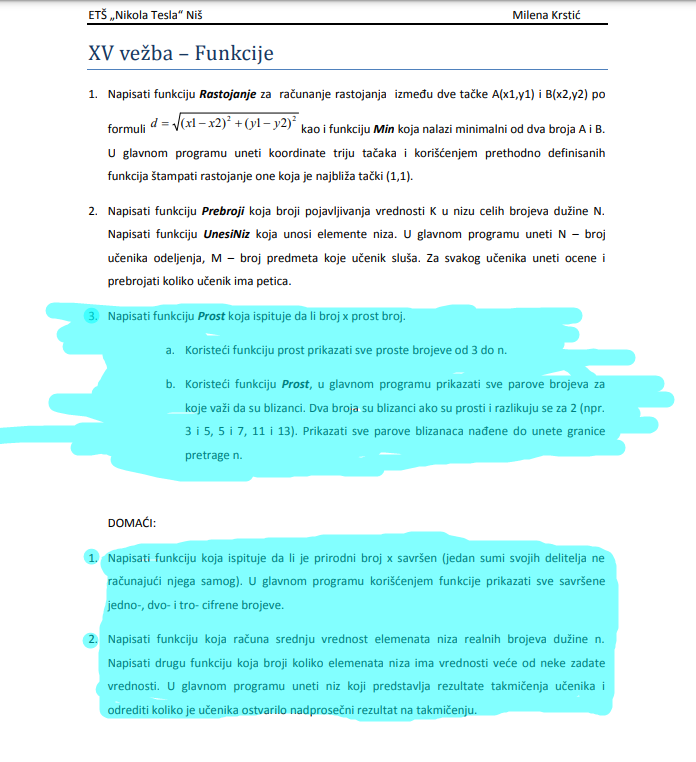 ETŠ „Nikola Tesla“ Niš Milena Krstić
XV vežba – Funkcije
1. Napisati funkciju Rastojanje za računanje rastojanja između dve tačke A(x1,y1) i B(x2,y2) po
formuli d = √(x1 – x2)² + (y1 – y2)² kao i funkciju Min koja nalazi minimalni od dva broja A i B.
U glavnom programu uneti koordinate triju tačaka i korišćenjem prethodno definisanih
funkcija štampati rastojanje one koja je najbliža tački (1,1).
2. Napisati funkciju Prebroji koja broji pojavljivanja vrednosti K u nizu celih brojeva dužine N.
Napisati funkciju UnesiNiz koja unosi elemente niza. U glavnom programu uneti N – broj
učenika odeljenja, M – broj predmeta koje učenik sluša. Za svakog učenika uneti ocene i
prebrojati koliko učenik ima petica.
3. Napisati funkciju Prost koja ispituje da li broj x prost broj.
a. Koristeći funkciju prost prikazati sve proste brojeve od 3 do n.
b. Koristeći funkciju Prost, u glavnom programu prikazati sve parove brojeva za
koje važi da su blizanci. Dva broja su blizanci ako su prosti i razlikuju se za 2 (npr.
3 i 5, 5 i 7, 11 i 13). Prikazati sve parove blizanaca nađene do unete granice
pretrage n.
DOMAĆI:
1. Napisati funkciju koja ispituje da li je prirodni broj x savršen (jedan sumi svojih delitelja ne
računajući njega samog). U glavnom programu korišćenjem funkcije prikazati sve savršene
jedno-, dvo- i tro- cifrene brojeve.
2. Napisati funkciju koja računa srednju vrednost elemenata niza realnih brojeva dužine n.
Napisati drugu funkciju koja broji koliko elemenata niza ima vrednosti veće od neke zadate
vrednosti. U glavnom programu uneti niz koji predstavlja rezultate takmičenja učenika i
odrediti koliko je učenika ostvarilo nadprosečni rezultat na takmičenju.